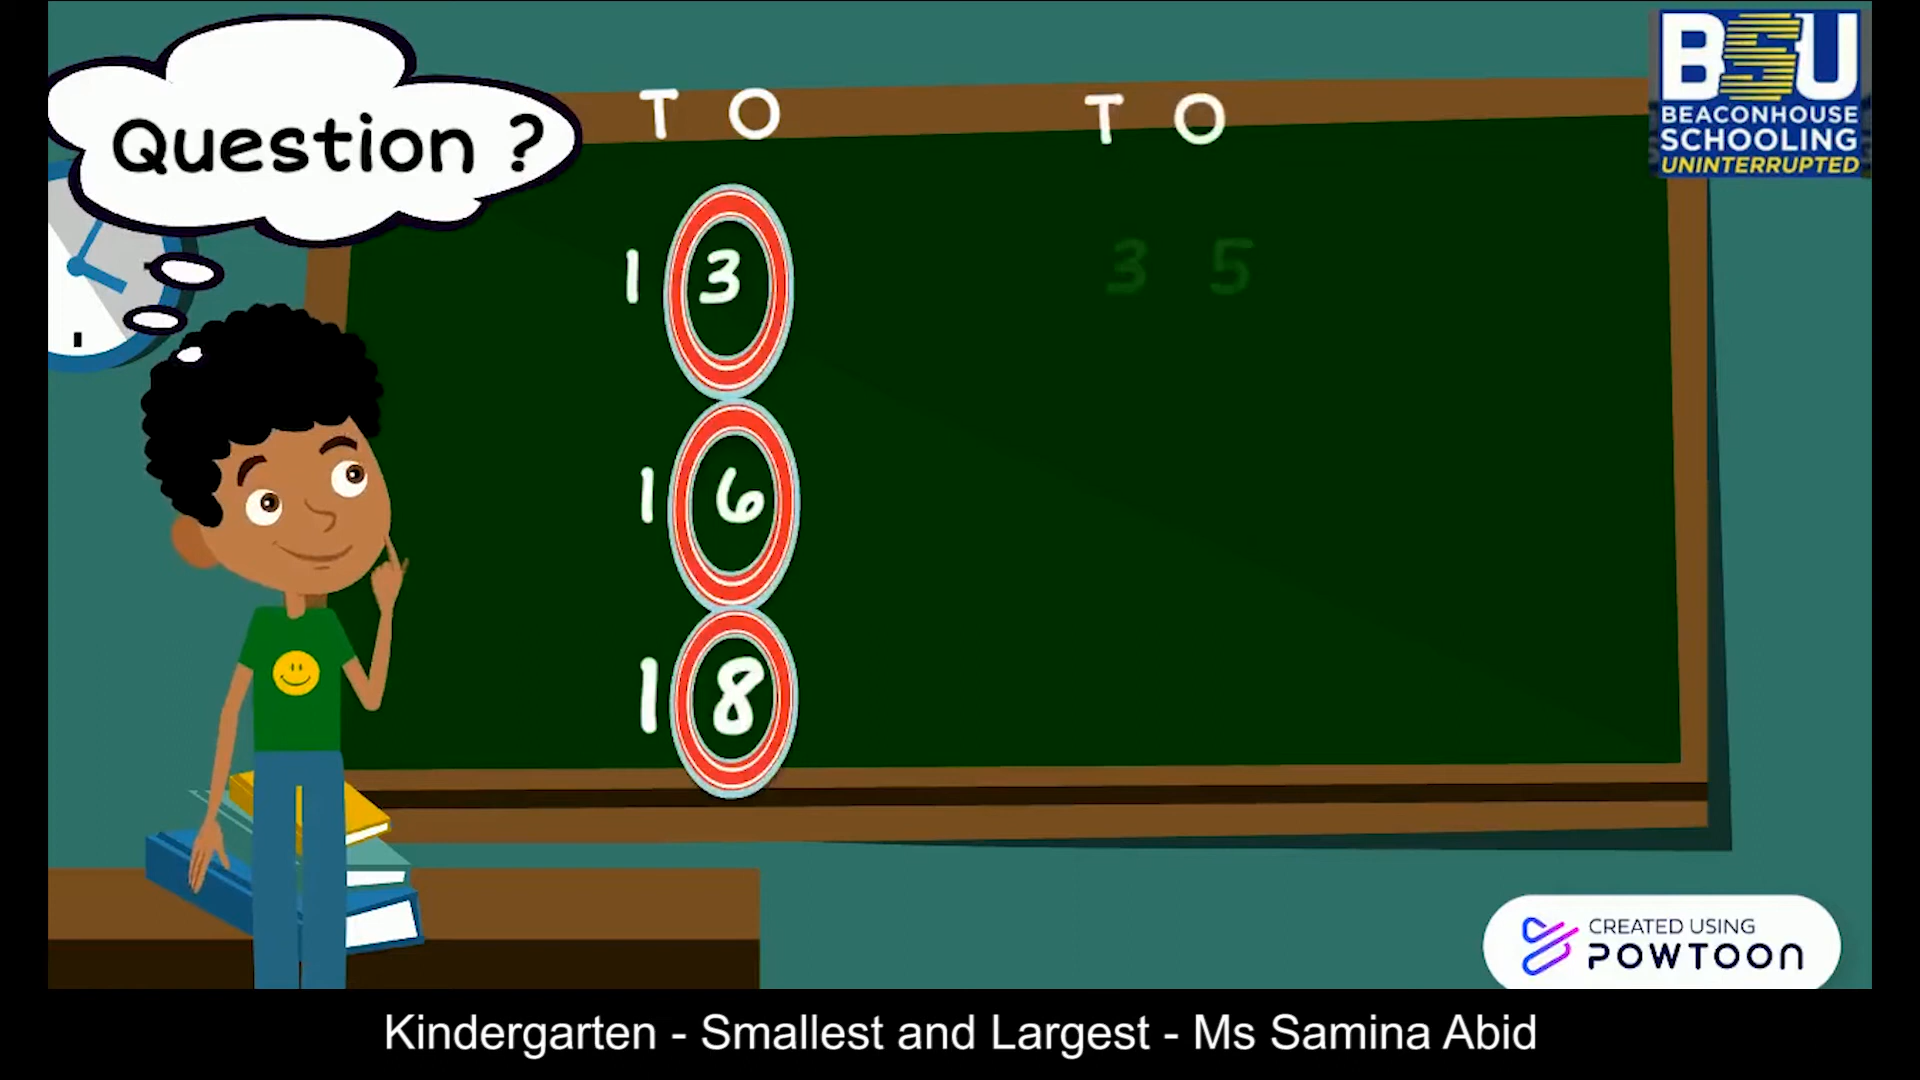 Question ?
T O
T O
1 3
3 5
1 6
1 8
BSU
BEACONHOUSE
SCHOOLING
UNINTERRUPTED
CREATED USING
POWTOON
Kindergarten - Smallest and Largest - Ms Samina Abid